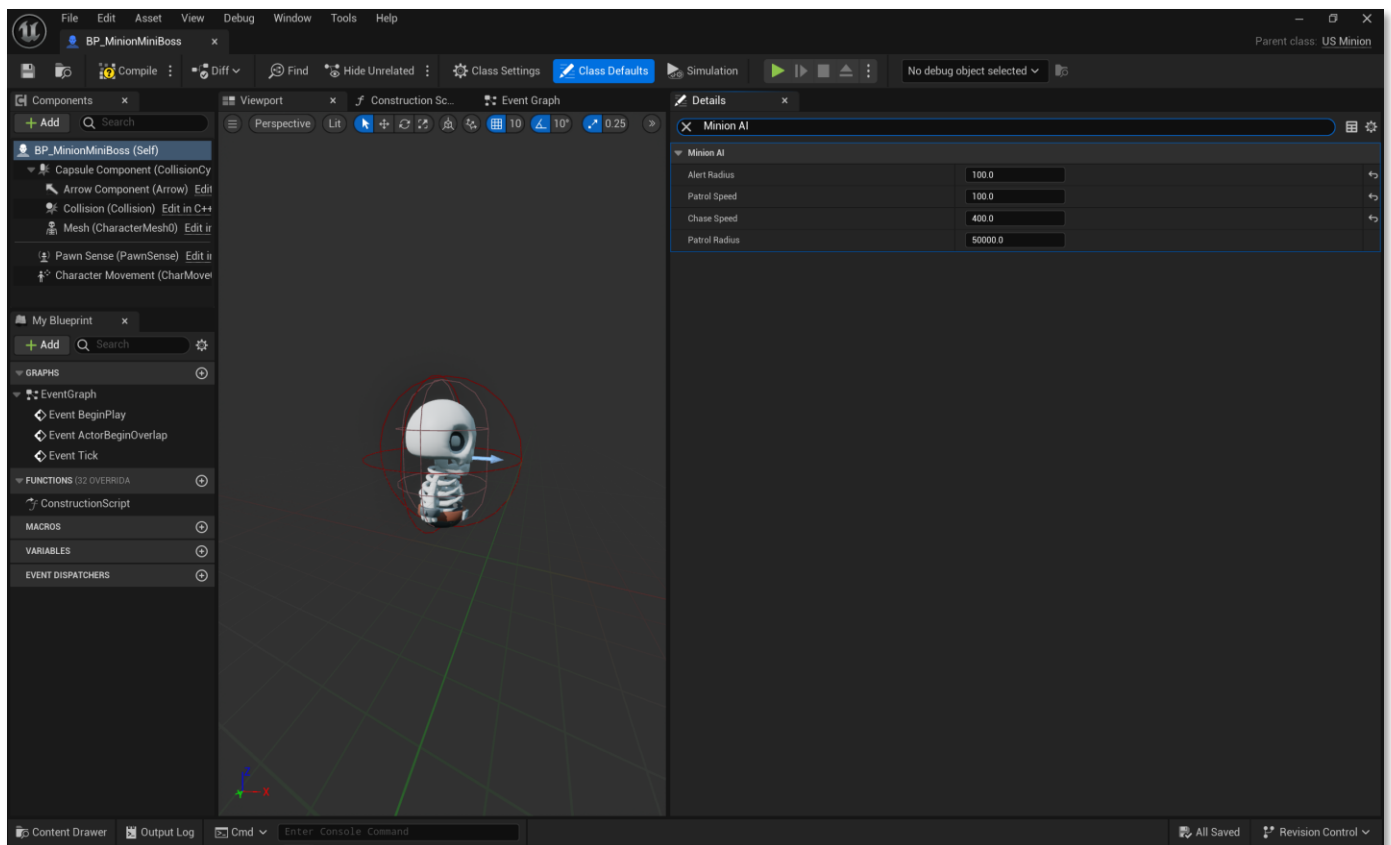 File Edit Asset View Debug Window Tools Help
BP_MinionMiniBoss
Parent class: US Minion
Compile Diff Find Hide Unrelated Class Settings Class Defaults Simulation No debug object selected
Components
Viewport Construction Sc... Event Graph
Details
Add Search
Perspective Lit 10 10° 0.25
Minion AI
BP_MinionMiniBoss (Self)
Capsule Component (CollisionCy
Arrow Component (Arrow) Edit
Collision (Collision) Edit in C++
Mesh (CharacterMesh0) Edit ir
Pawn Sense (PawnSense) Edit ii
Character Movement (CharMove
Minion AI
Alert Radius 100.0
Patrol Speed 100.0
Chase Speed 400.0
Patrol Radius 50000.0
My Blueprint
Add Search
GRAPHS
EventGraph
Event BeginPlay
Event ActorBeginOverlap
Event Tick
FUNCTIONS (32 OVERRIDA
ConstructionScript
MACROS
VARIABLES
EVENT DISPATCHERS
Z
X
Content Drawer Output Log Cmd Enter Console Command All Saved Revision Control